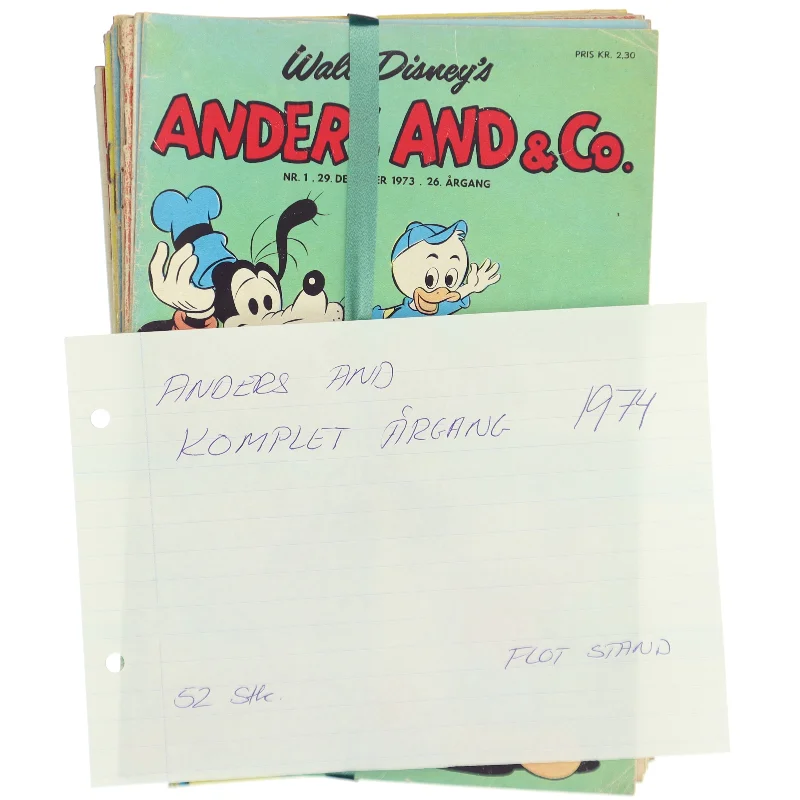 Walt Disney's
PRIS KR. 2,30
ANDERS AND & Co.
NR. 1 . 29. DE ER 1973 . 26. ÅRGANG
ANDERS AND
KOMPLET ÅRGANG 1974
FLOT STAND
52 Stk.